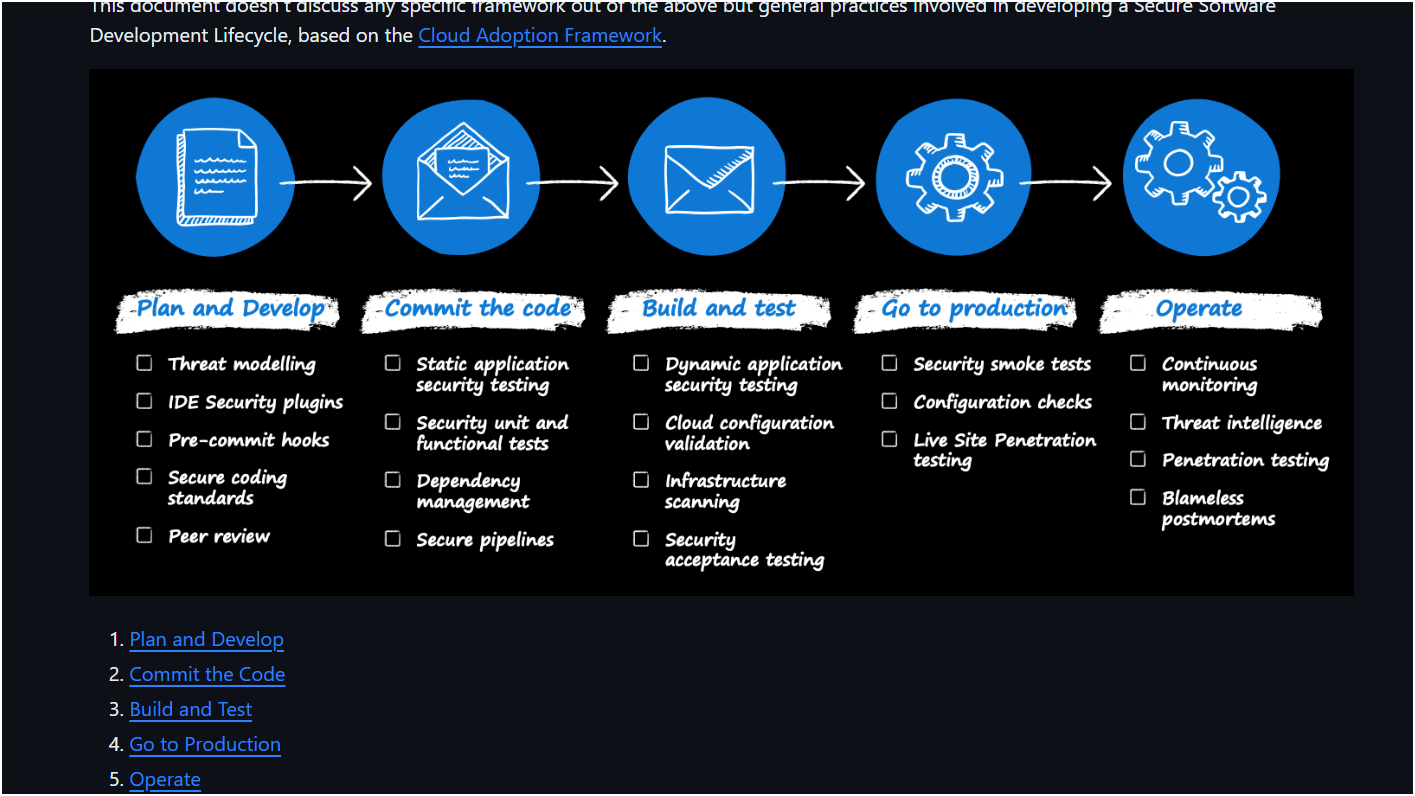 This document doesn't discuss any specific framework out of the above but general practices involved in developing a Secure Software
Development Lifecycle, based on the Cloud Adoption Framework.
Plan and Develop
Threat modelling
IDE Security plugins
Pre-commit hooks
Secure coding
standards
Peer review
Commit the code
Static application
security testing
Security unit and
functional tests
Dependency
management
Secure pipelines
Build and test
Dynamic application
security testing
Cloud configuration
validation
Infrastructure
scanning
Security
acceptance testing
Go to production
Security smoke tests
Configuration checks
Live Site Penetration
testing
Operate
Continuous
monitoring
Threat intelligence
Penetration testing
Blameless
postmortems
1. Plan and Develop
2. Commit the Code
3. Build and Test
4. Go to Production
5. Operate